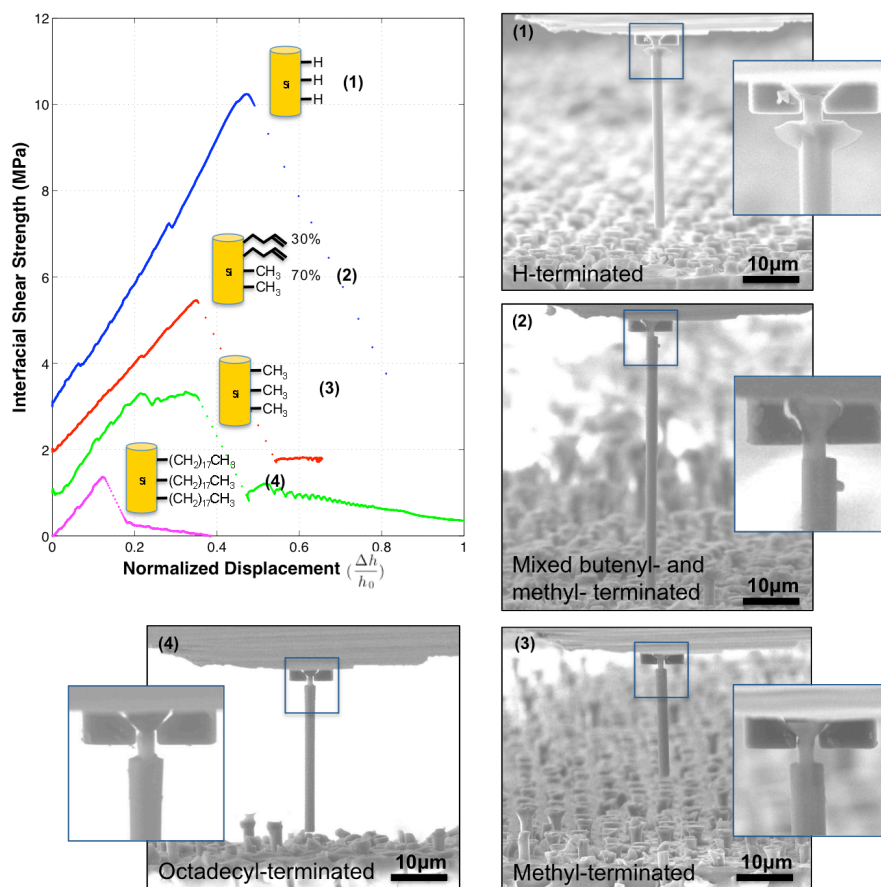 12
10
8
6
4
2
0
Interfacial Shear Strength (MPa)
0
0.2
0.4
0.6
0.8
1
Normalized Displacement (Δh/h₀)
Si
H
H
H
(1)
Si
30%
CH₃ 70%
CH₃
(2)
Si
CH₃
CH₃
CH₃
(3)
Si
(CH₂)₁₇CH₃
(CH₂)₁₇CH₃
(CH₂)₁₇CH₃
(4)
(1)
H-terminated
10µm
(2)
Mixed butenyl- and
methyl- terminated
10µm
(4)
Octadecyl-terminated
10µm
(3)
Methyl-terminated
10µm